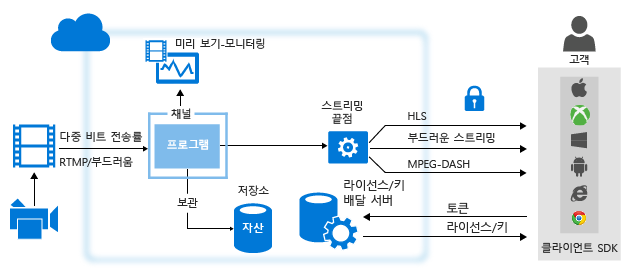 미리 보기-모니터링
고객
채널
스트리밍
끝점
HLS
다중 비트 전송률
프로그램
부드러운 스트리밍
RTMP/부드러움
MPEG-DASH
보관
저장소
라이선스/키
배달 서버
자산
토큰
라이선스/키
클라이언트 SDK